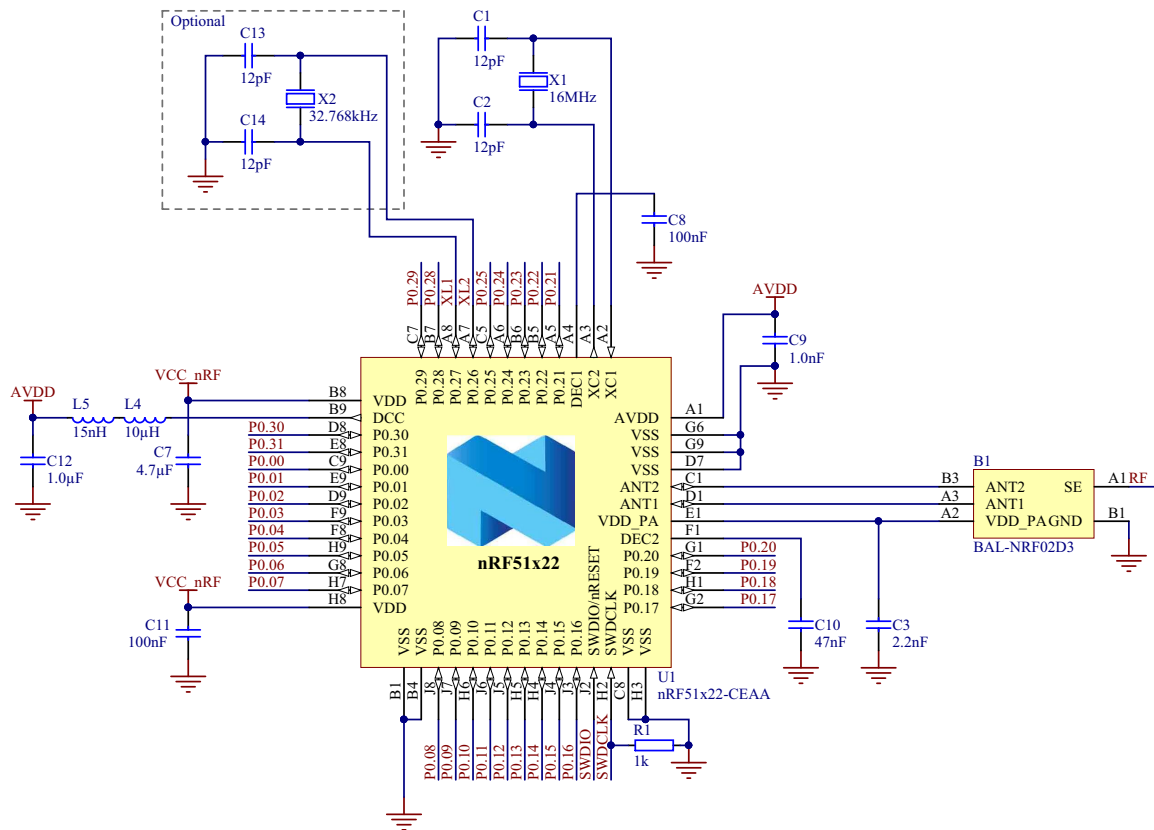 Optional
C13
12pF
X2
32.768kHz
C14
12pF
C1
12pF
X1
16MHz
C2
12pF
C8
100nF
P0.29
P0.28
XL1
XL2
P0.25
P0.24
P0.23
P0.22
P0.21
C7
B7
A8
A7
C5
A6
B6
B5
A5
A4
A3
A2
P0.29
P0.28
P0.27
P0.26
P0.25
P0.24
P0.23
P0.22
P0.21
DEC1
XC2
XC1
AVDD
C9
1.0nF
AVDD
L5
15nH
L4
10µH
VCC_nRF
C12
1.0µF
C7
4.7µF
B8 VDD
B9 DCC
P0.30 D8 P0.30
P0.31 E8 P0.31
P0.00 C9 P0.00
P0.01 E9 P0.01
P0.02 D9 P0.02
P0.03 F9 P0.03
P0.04 F8 P0.04
P0.05 H9 P0.05
P0.06 G8 P0.06
P0.07 H7 P0.07
H8 VDD
VCC_nRF
C11
100nF
nRF51x22
AVDD A1
VSS G6
VSS G9
VSS D7
ANT2 C1
ANT1 D1
VDD_PA E1
DEC2 F1
P0.20 G1 P0.20
P0.19 F2 P0.19
P0.18 H1 P0.18
P0.17 G2 P0.17
B1
B3 ANT2 SE A1 RF
A3 ANT1
A2 VDD_PA GND B1
BAL-NRF02D3
C10
47nF
C3
2.2nF
VSS
VSS
P0.08
P0.09
P0.10
P0.11
P0.12
P0.13
P0.14
P0.15
P0.16
SWDIO/nRESET
SWDCLK
VSS
VSS
B1
B4
J8
J7
H6
J6
J5
H5
H4
J4
J3
J2
H2
C8
H3
U1
nRF51x22-CEAA
P0.08
P0.09
P0.10
P0.11
P0.12
P0.13
P0.14
P0.15
P0.16
SWDIO
SWDCLK
R1
1k